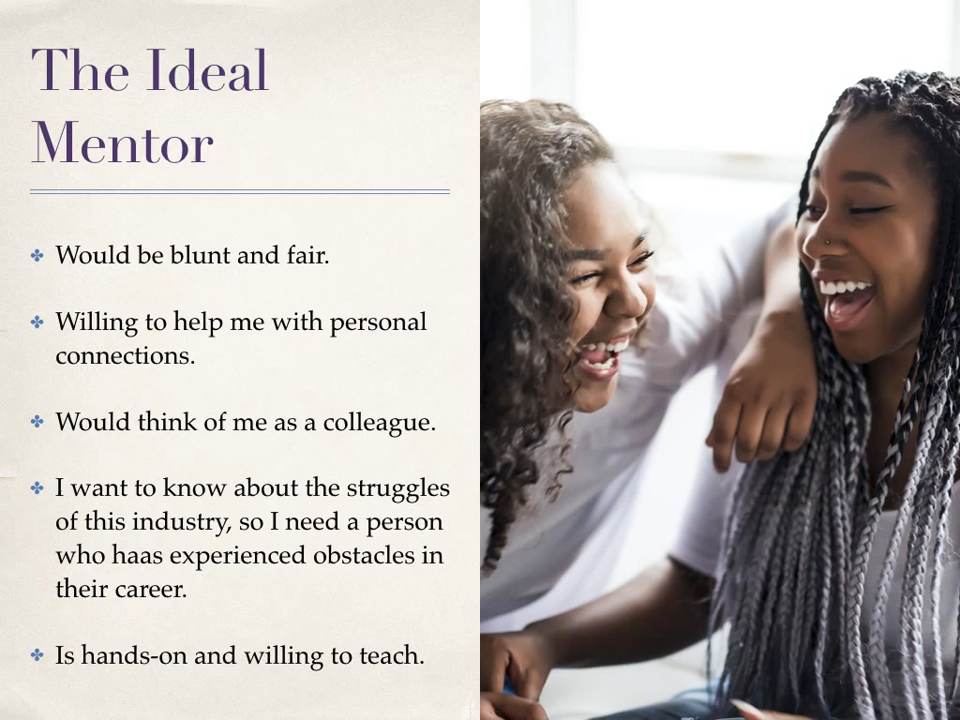 The Ideal
Mentor
Would be blunt and fair.
Willing to help me with personal
connections.
Would think of me as a colleague.
I want to know about the struggles
of this industry, so I need a person
who haas experienced obstacles in
their career.
Is hands-on and willing to teach.